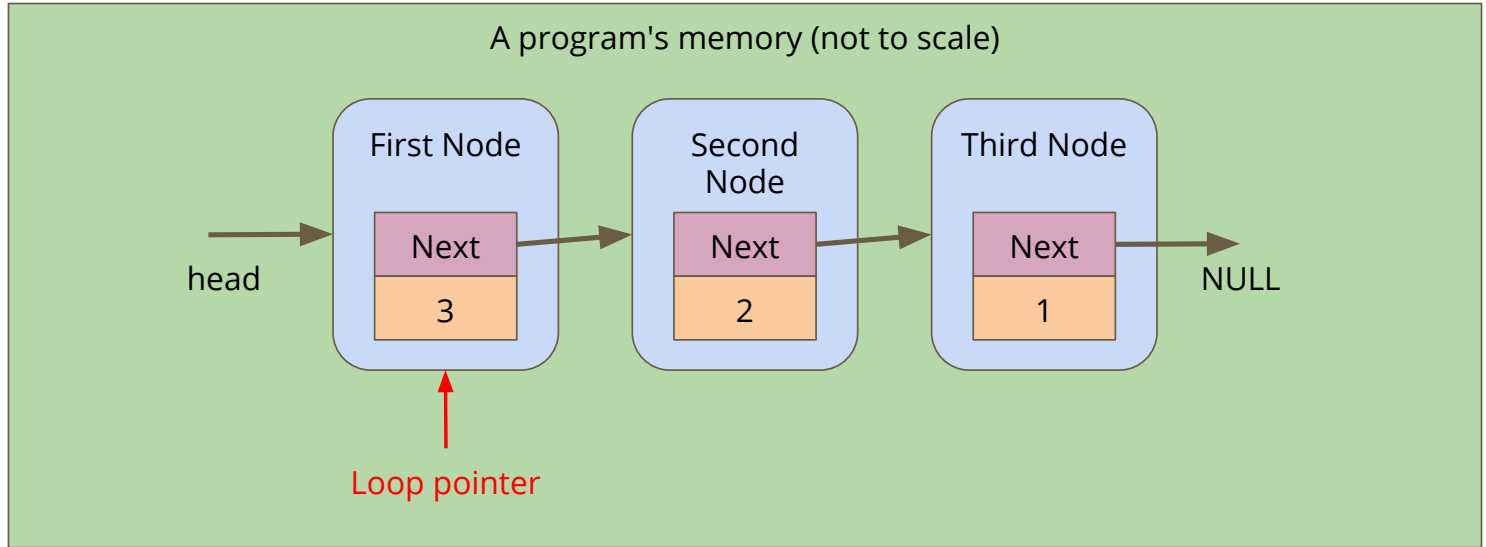 A program's memory (not to scale)
First Node
Second
Node
Third Node
head
Next
3
Next
2
Next
1
NULL
Loop pointer